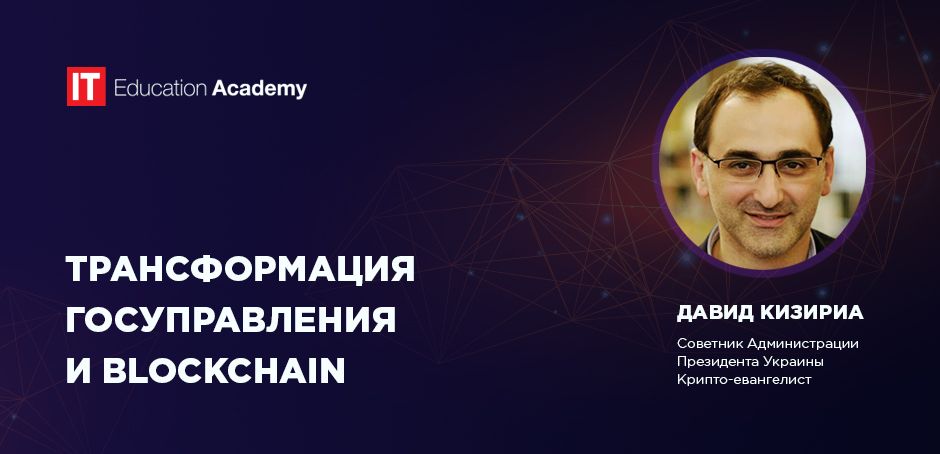 IT Education Academy
ТРАНСФОРМАЦИЯ
ГОСУПРАВЛЕНИЯ
И BLOCKCHAIN
ДАВИД КИЗИРИА
Советник Администрации
Президента Украины
Крипто-евангелист